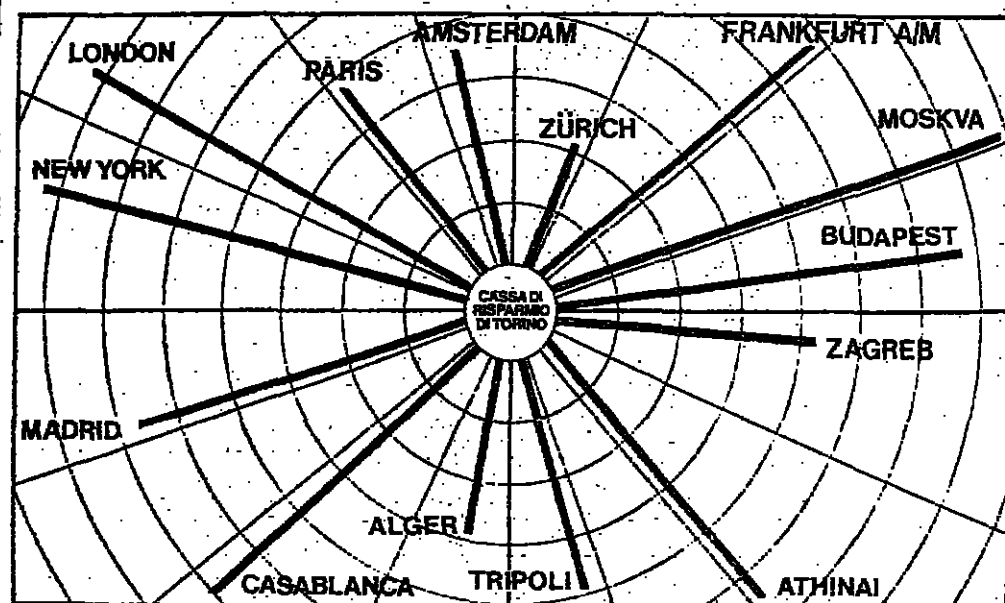 AMSTERDAM
FRANKFURT A/M
LONDON
PARIS
ZÜRICH
MOSKVA
NEW YORK
BUDAPEST
CASSA DI
RISPARMIO
DI TORINO
ZAGREB
MADRID
ALGER
CASABLANCA
TRIPOLI
ATHINAI